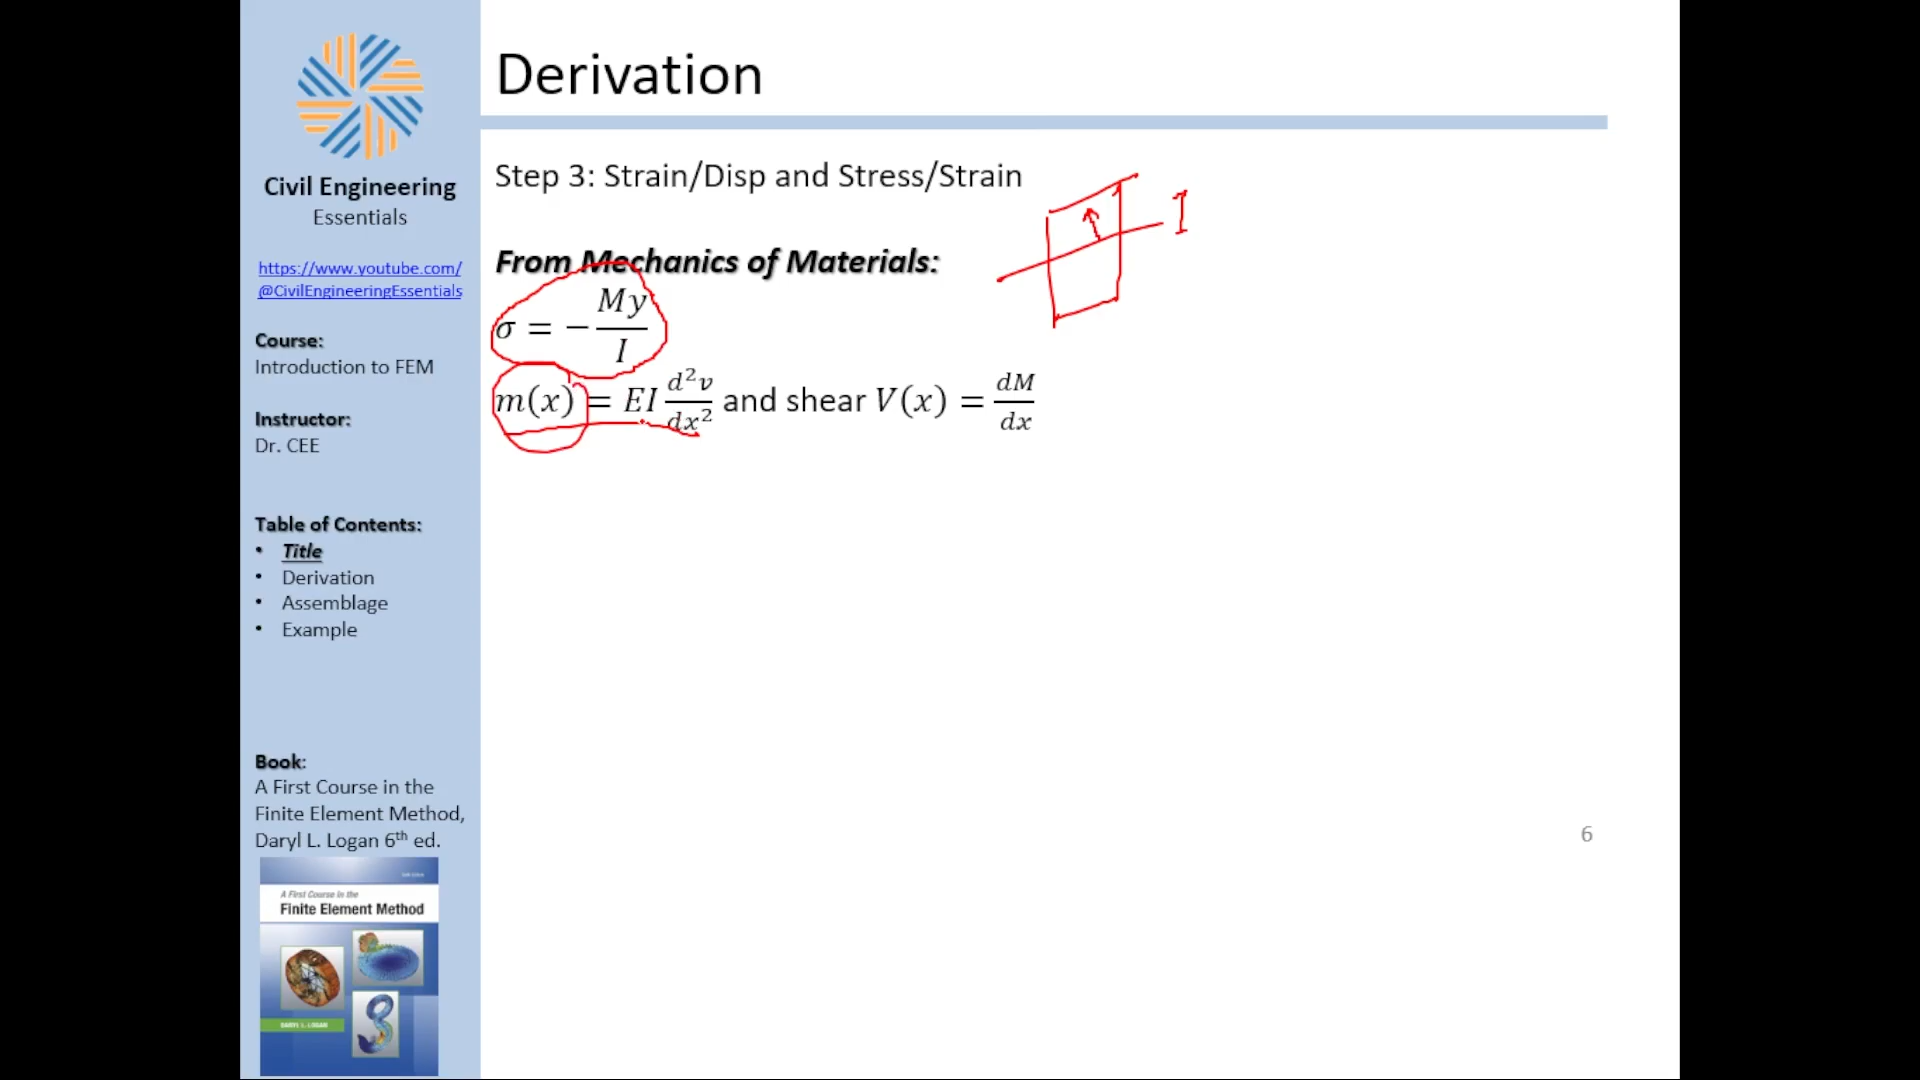 Civil Engineering
Essentials
https://www.youtube.com/
@CivilEngineeringEssentials
Course:
Introduction to FEM
Instructor:
Dr. CEE
Table of Contents:
• Title
• Derivation
• Assemblage
• Example
Book:
A First Course in the
Finite Element Method,
Daryl L. Logan 6th ed.
A First Course in the
Finite Element Method
DARYL L. LOGAN
Derivation
Step 3: Strain/Disp and Stress/Strain
From Mechanics of Materials:
σ = − My/I
m(x) = EI d²v/dx² and shear V(x) = dM/dx
I
6